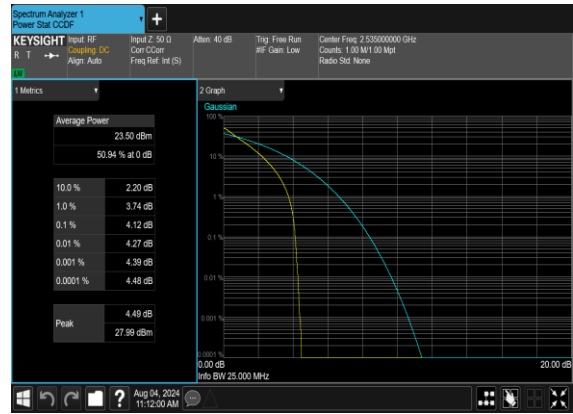 Spectrum Analyzer 1
Power Stat CCDF
KEYSIGHT
R T
LXI
Input: RF
Coupling: DC
Align: Auto
Input Z: 50 Ω
Corr CCorr
Freq Ref: Int (S)
Atten: 40 dB
Trig: Free Run
#IF Gain: Low
Center Freq: 2.535000000 GHz
Counts: 1.00 M/1.00 Mpt
Radio Std: None
1 Metrics
Average Power
23.50 dBm
50.94 % at 0 dB
10.0 % 2.20 dB
1.0 % 3.74 dB
0.1 % 4.12 dB
0.01 % 4.27 dB
0.001 % 4.39 dB
0.0001 % 4.48 dB
Peak
4.49 dB
27.99 dBm
2 Graph
Gaussian
100 %
10 %
1 %
0.1 %
0.01 %
0.001 %
0.0001 %
0.00 dB
20.00 dB
Info BW 25.000 MHz
?
Aug 04, 2024
11:12:00 AM